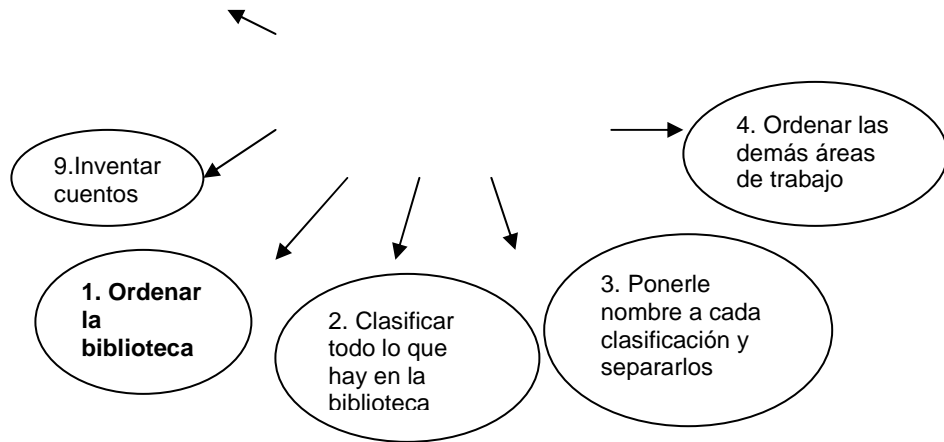 4. Ordenar las
demás áreas
de trabajo
9.Inventar
cuentos
1. Ordenar
la
biblioteca
2. Clasificar
todo lo que
hay en la
biblioteca
3. Ponerle
nombre a cada
clasificación y
separarlos